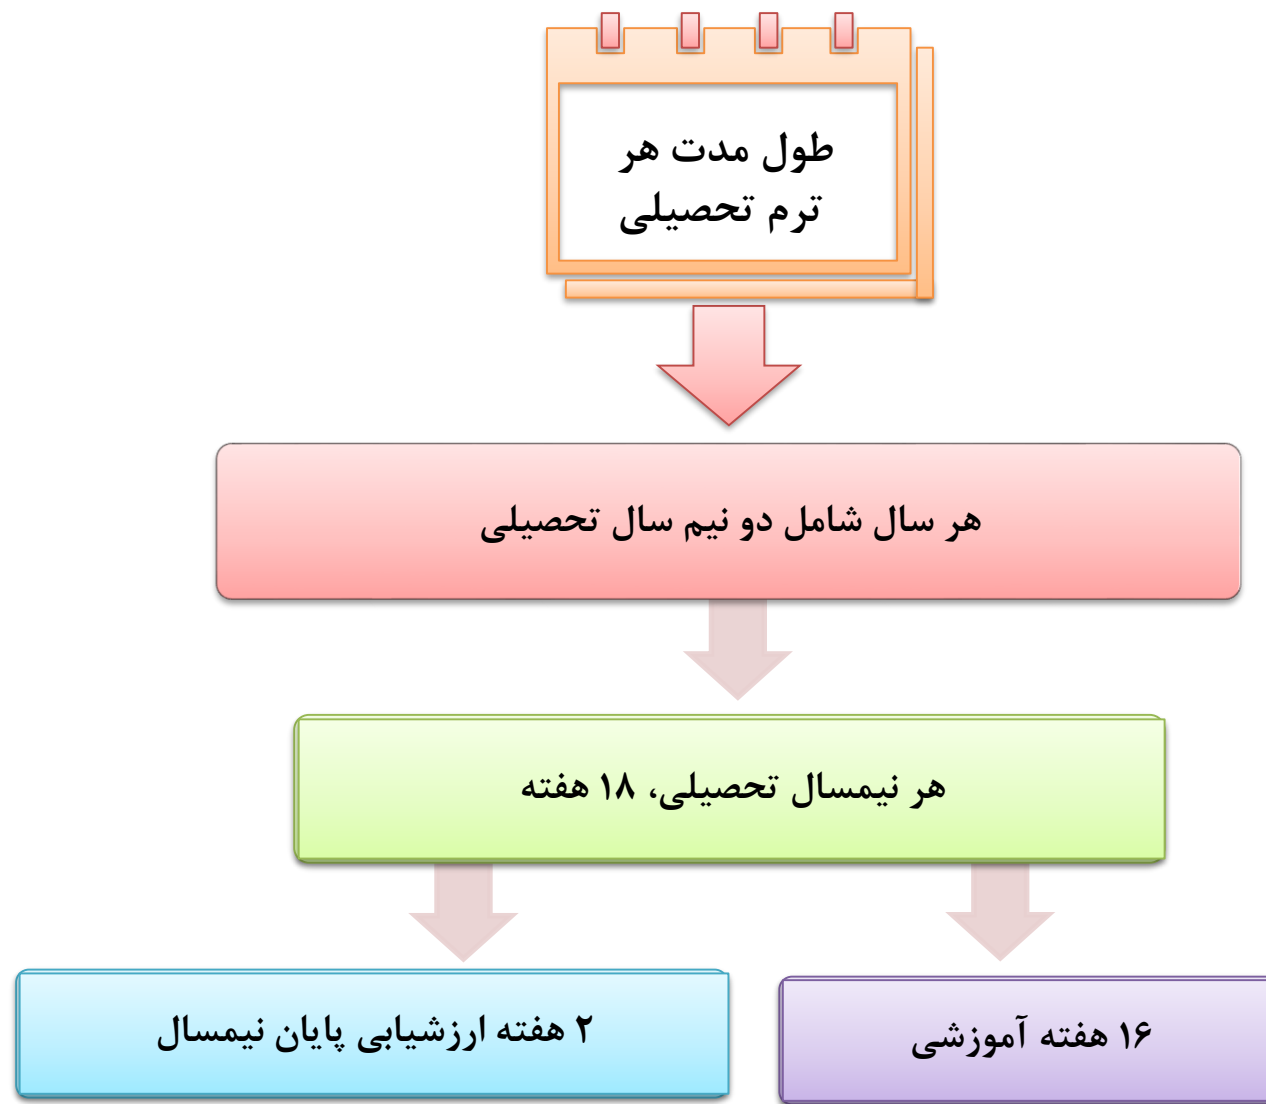 طول مدت هر
ترم تحصیلی
هر سال شامل دو نیم سال تحصیلی
هر نیمسال تحصیلی، ۱۸ هفته
۱۶ هفته آموزشی
۲ هفته ارزشیابی پایان نیمسال